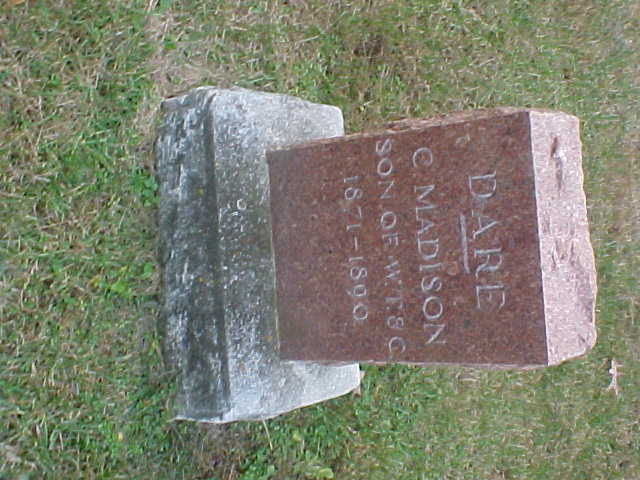 DARE
C MADISON
SON OF W.T. & C.
1871-1890